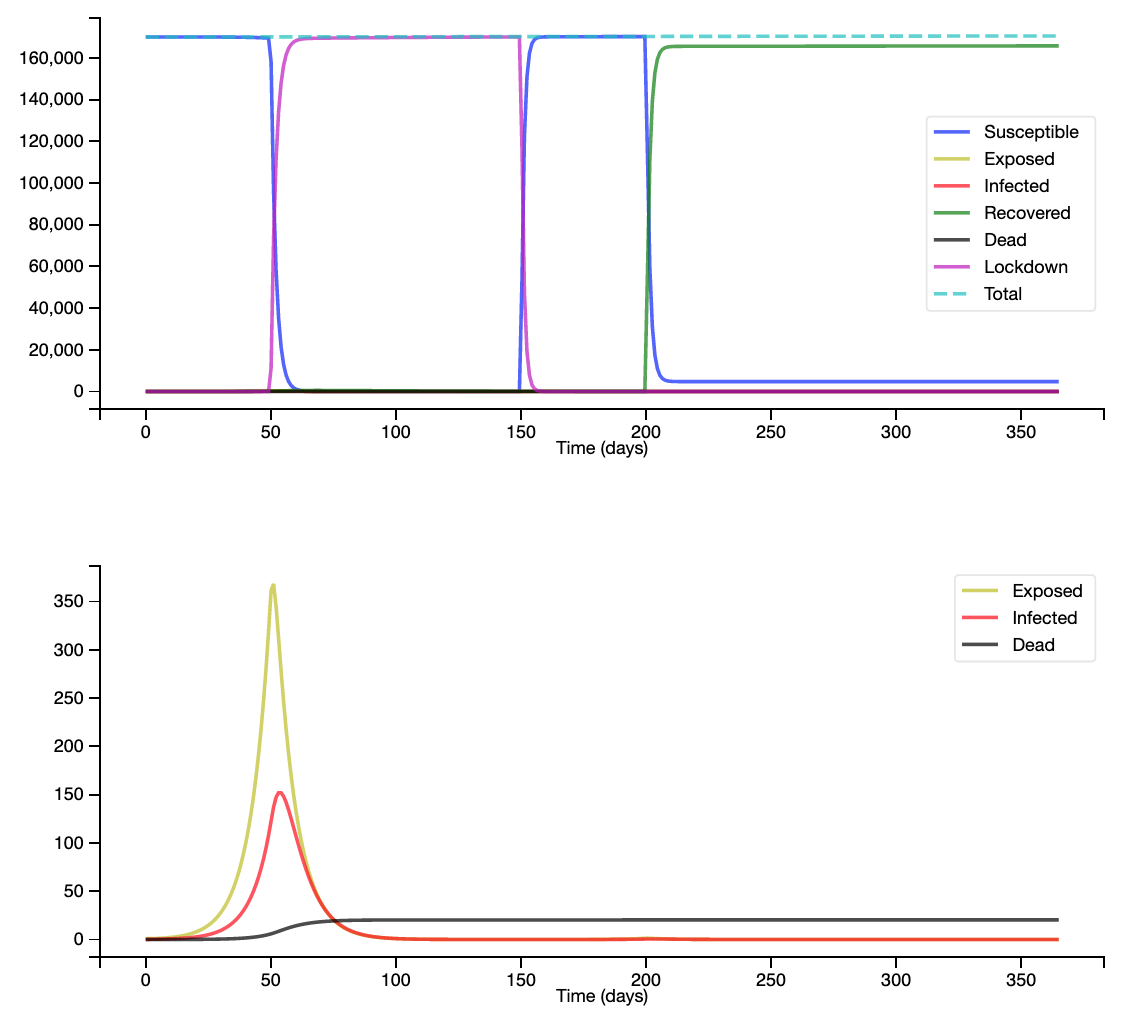 160,000
140,000
120,000
100,000
80,000
60,000
40,000
20,000
0
Susceptible
Exposed
Infected
Recovered
Dead
Lockdown
Total
0 50 100 150 200 250 300 350
Time (days)
350
300
250
200
150
100
50
0
Exposed
Infected
Dead
0 50 100 150 200 250 300 350
Time (days)